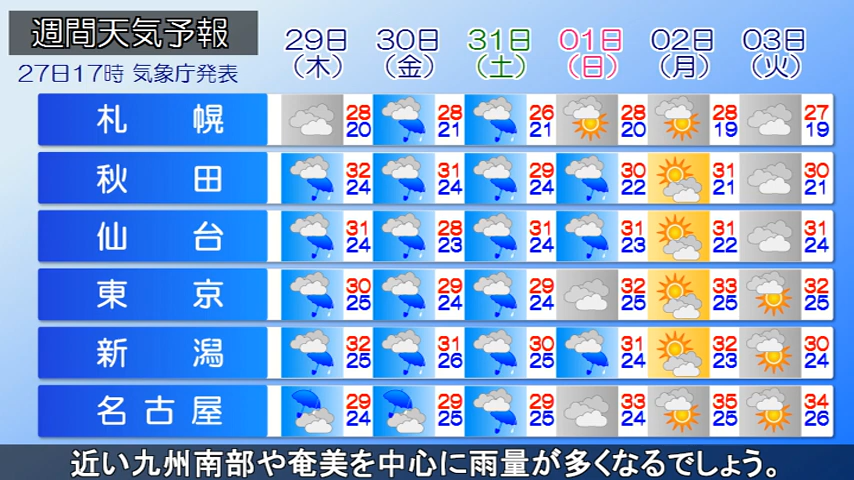 週間天気予報
27日17時 気象庁発表
29日 30日 31日 01日 02日 03日
(木) (金) (土) (日) (月) (火)
札幌 28 28 26 28 28 27
20 21 21 20 19 19
秋田 32 31 29 30 31 30
24 24 24 22 21 21
仙台 31 28 31 31 31 31
24 23 24 23 22 24
東京 30 29 29 32 33 32
25 24 24 25 25 25
新潟 32 31 30 31 32 30
25 26 25 24 23 24
名古屋 29 29 29 33 35 34
24 25 25 24 25 26
近い九州南部や奄美を中心に雨量が多くなるでしょう。